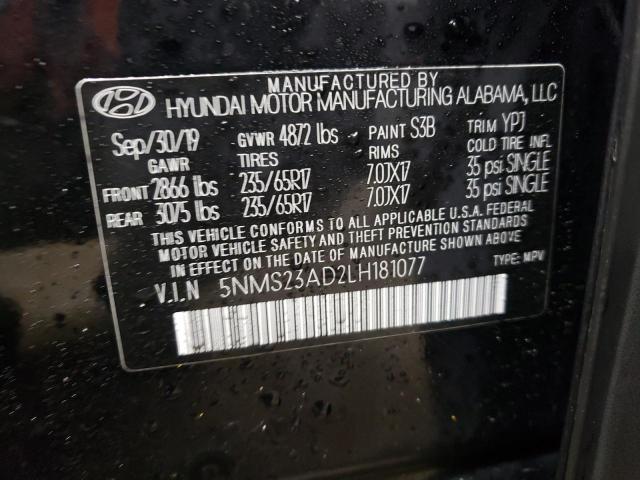 MANUFACTURED BY
HYUNDAI MOTOR MANUFACTURING ALABAMA, LLC
Sep/30/19 GVWR 4872 lbs PAINT S3B TRIM YPJ
GAWR TIRES RIMS COLD TIRE INFL
FRONT 2866 lbs 235/65R17 7.0JX17 35 psi SINGLE
REAR 3075 lbs 235/65R17 7.0JX17 35 psi SINGLE
THIS VEHICLE CONFORMS TO ALL APPLICABLE U.S.A. FEDERAL
MOTOR VEHICLE SAFETY AND THEFT PREVENTION STANDARDS
IN EFFECT ON THE DATE OF MANUFACTURE SHOWN ABOVE.
V.I.N 5NMS23AD2LH181077 TYPE: MPV